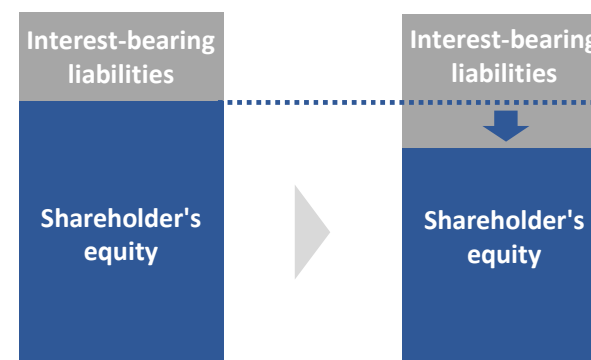 Interest-bearing
liabilities
Shareholder's
equity
Interest-bearing
liabilities
Shareholder's
equity